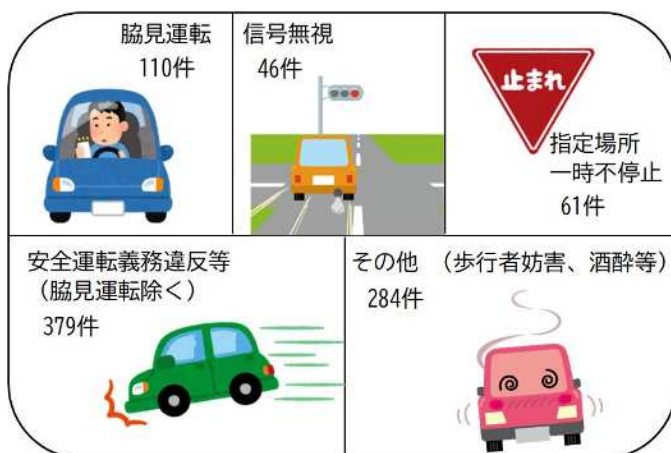 脇見運転
110件
信号無視
46件
止まれ
指定場所
一時不停止
61件
安全運転義務違反等
（脇見運転除く）
379件
その他　（歩行者妨害、酒酔等）
284件